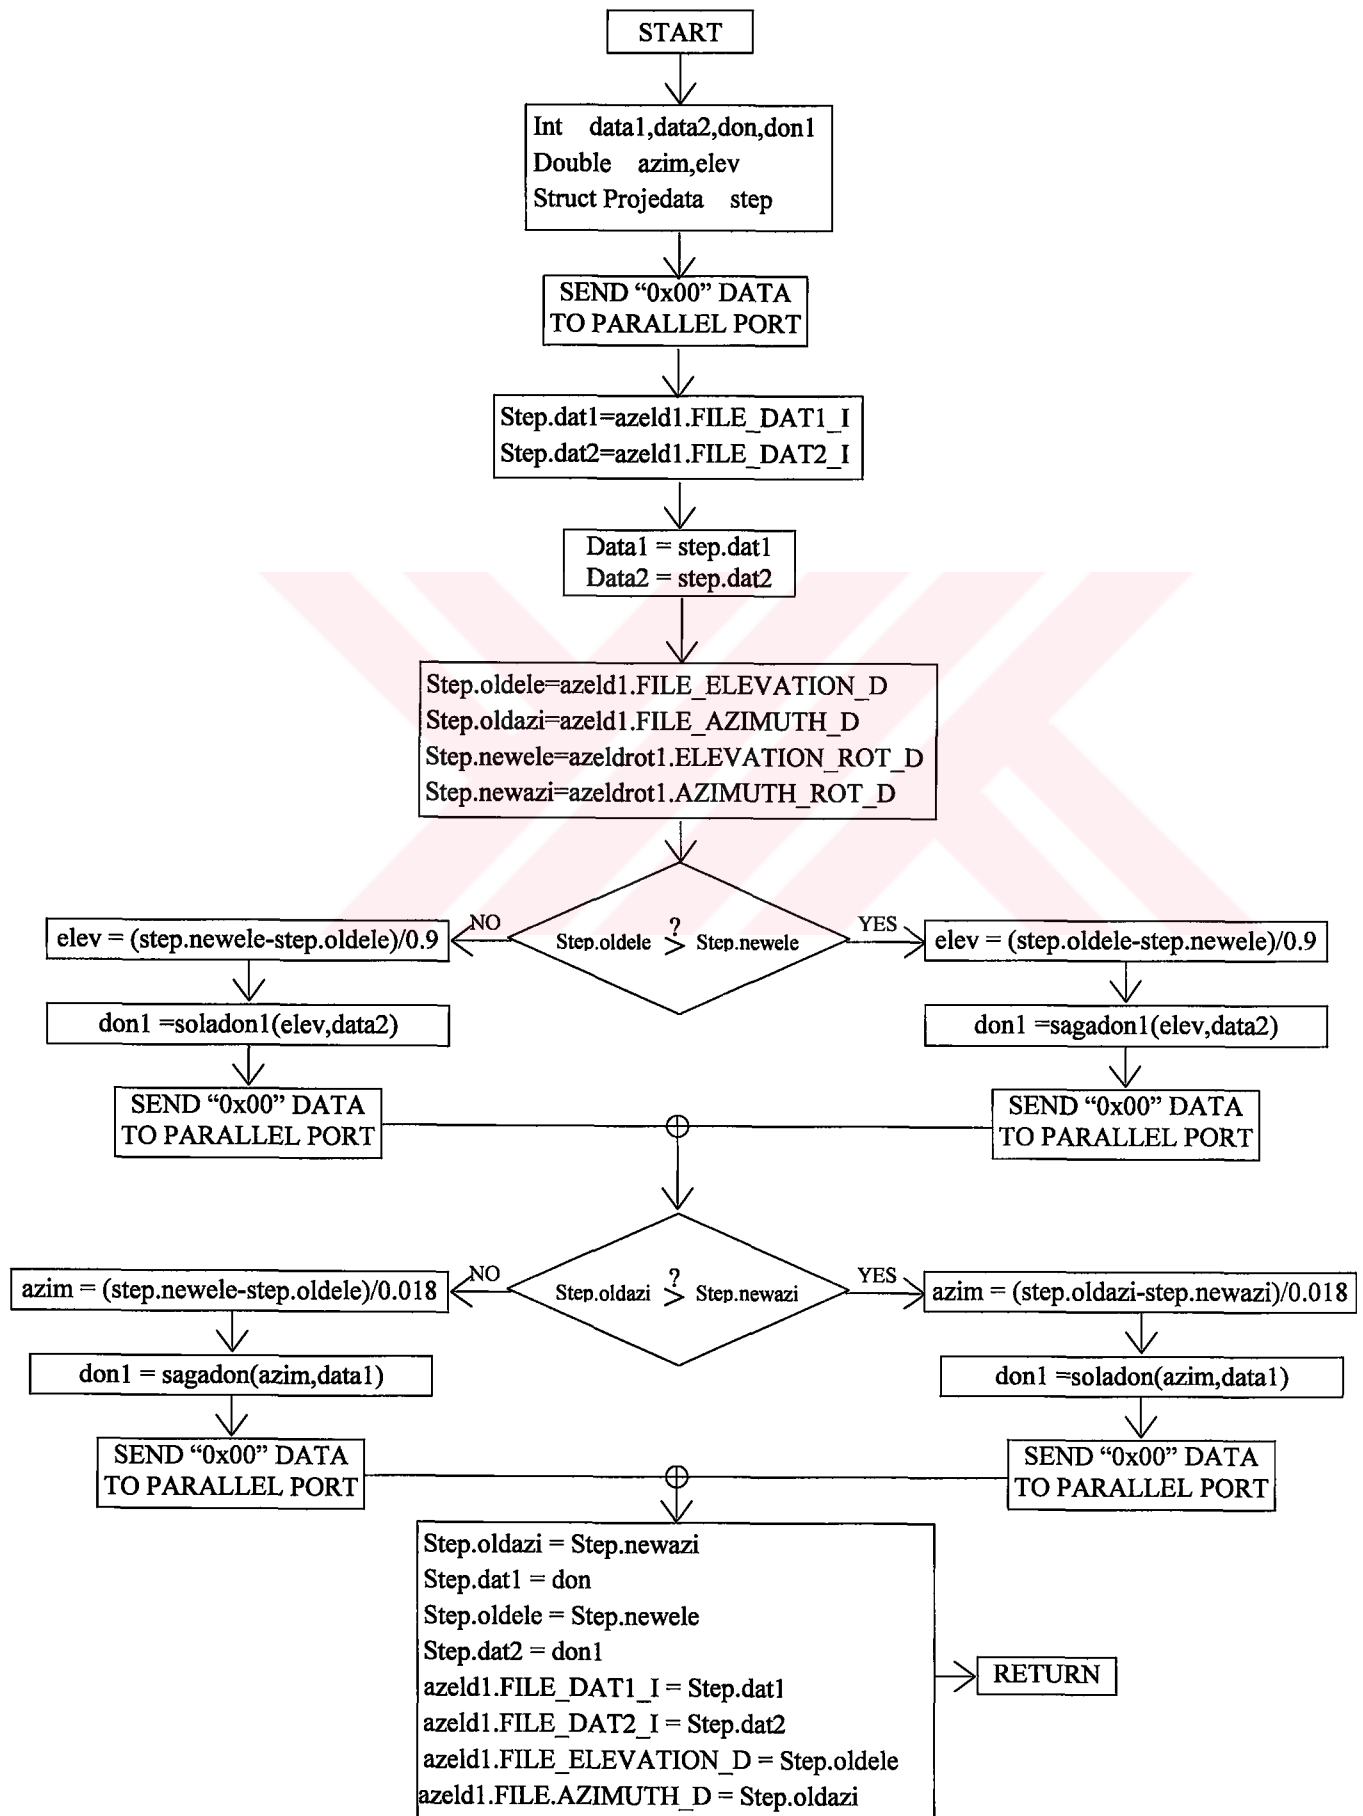 START
Int data1,data2,don,don1
Double azim,elev
Struct Projedata step
SEND “0x00” DATA
TO PARALLEL PORT
Step.dat1=azeld1.FILE_DAT1_I
Step.dat2=azeld1.FILE_DAT2_I
Data1 = step.dat1
Data2 = step.dat2
Step.oldele=azeld1.FILE_ELEVATION_D
Step.oldazi=azeld1.FILE_AZIMUTH_D
Step.newele=azeldrot1.ELEVATION_ROT_D
Step.newazi=azeldrot1.AZIMUTH_ROT_D
?
Step.oldele > Step.newele
NO
elev = (step.newele-step.oldele)/0.9
don1 =soladon1(elev,data2)
SEND “0x00” DATA
TO PARALLEL PORT
YES
elev = (step.oldele-step.newele)/0.9
don1 =sagadon1(elev,data2)
SEND “0x00” DATA
TO PARALLEL PORT
?
Step.oldazi > Step.newazi
NO
azim = (step.newele-step.oldele)/0.018
don1 = sagadon(azim,data1)
SEND “0x00” DATA
TO PARALLEL PORT
YES
azim = (step.oldazi-step.newazi)/0.018
don1 =soladon(azim,data1)
SEND “0x00” DATA
TO PARALLEL PORT
Step.oldazi = Step.newazi
Step.dat1 = don
Step.oldele = Step.newele
Step.dat2 = don1
azeld1.FILE_DAT1_I = Step.dat1
azeld1.FILE_DAT2_I = Step.dat2
azeld1.FILE_ELEVATION_D = Step.oldele
azeld1.FILE.AZIMUTH_D = Step.oldazi
RETURN